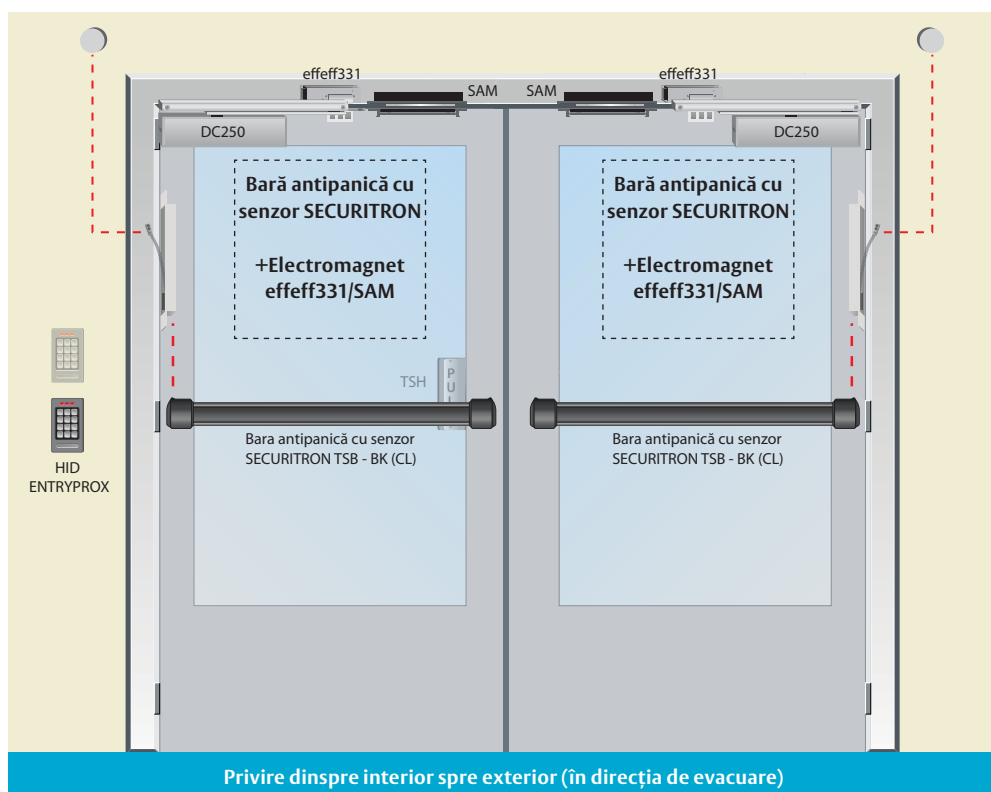 effeff331
effeff331
SAM
SAM
DC250
DC250
Bară antipanică cu
senzor SECURITRON
+Electromagnet
effeff331/SAM
Bară antipanică cu
senzor SECURITRON
+Electromagnet
effeff331/SAM
TSH
P
U
Bara antipanică cu senzor
SECURITRON TSB - BK (CL)
Bara antipanică cu senzor
SECURITRON TSB - BK (CL)
HID
ENTRYPROX
Privire dinspre interior spre exterior (în direcția de evacuare)